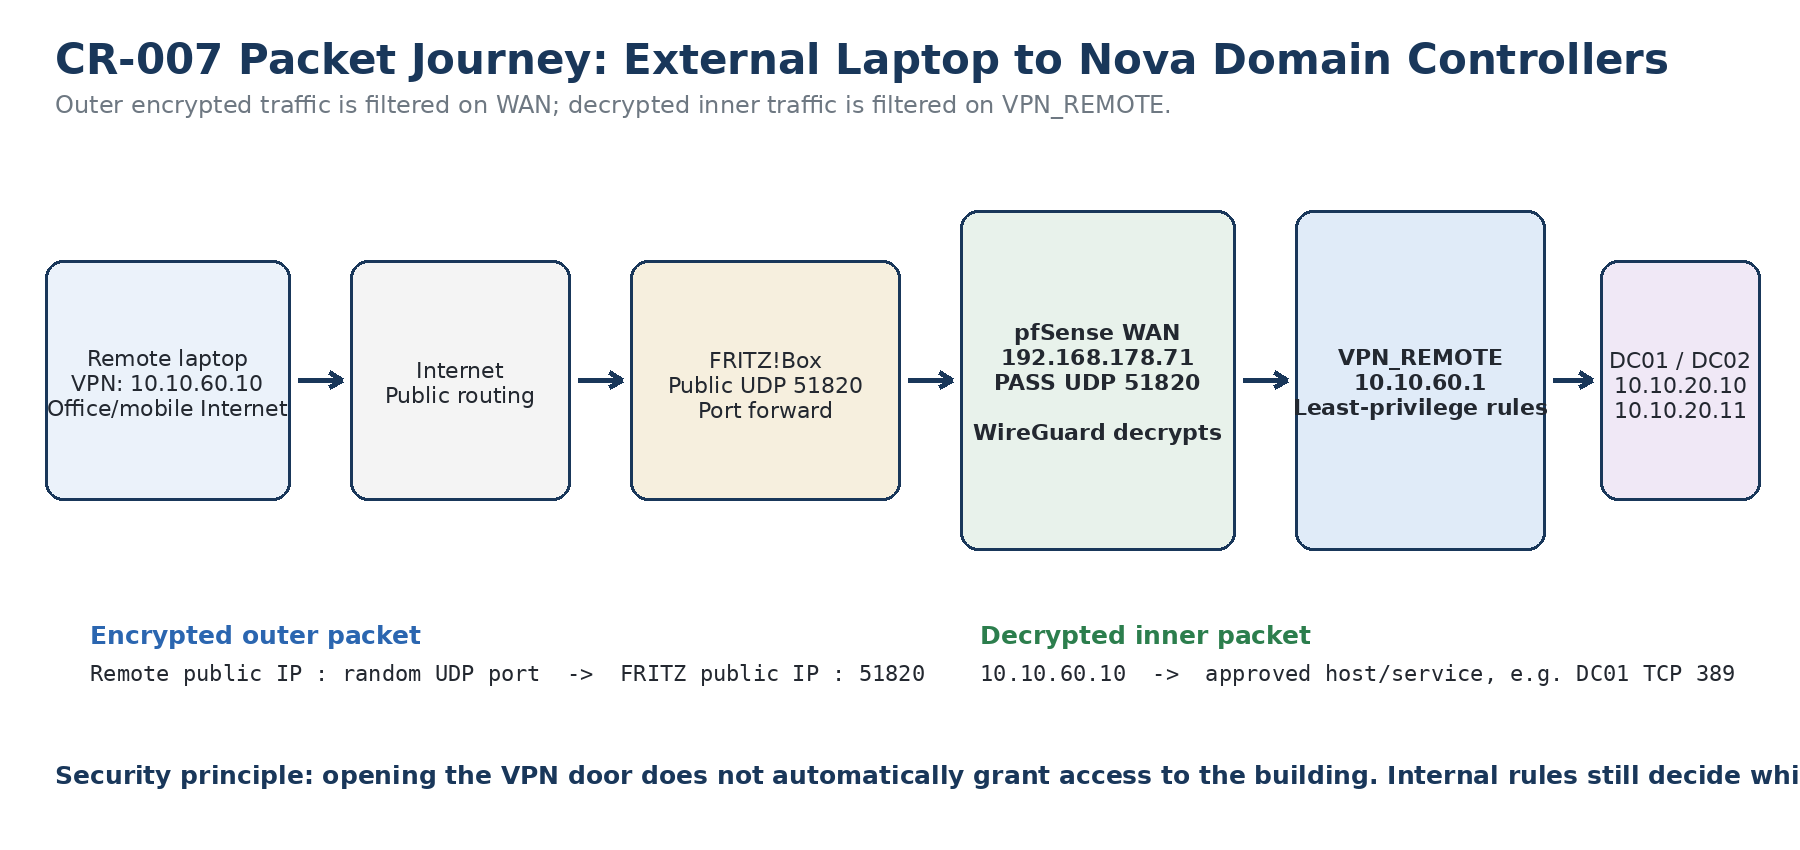 CR-007 Packet Journey: External Laptop to Nova Domain Controllers
Outer encrypted traffic is filtered on WAN; decrypted inner traffic is filtered on VPN_REMOTE.
Remote laptop
VPN: 10.10.60.10
Office/mobile Internet
Internet
Public routing
FRITZ!Box
Public UDP 51820
Port forward
pfSense WAN
192.168.178.71
PASS UDP 51820
WireGuard decrypts
VPN_REMOTE
10.10.60.1
Least-privilege rules
DC01 / DC02
10.10.20.10
10.10.20.11
Encrypted outer packet
Remote public IP : random UDP port -> FRITZ public IP : 51820
Decrypted inner packet
10.10.60.10 -> approved host/service, e.g. DC01 TCP 389
Security principle: opening the VPN door does not automatically grant access to the building. Internal rules still decide whi